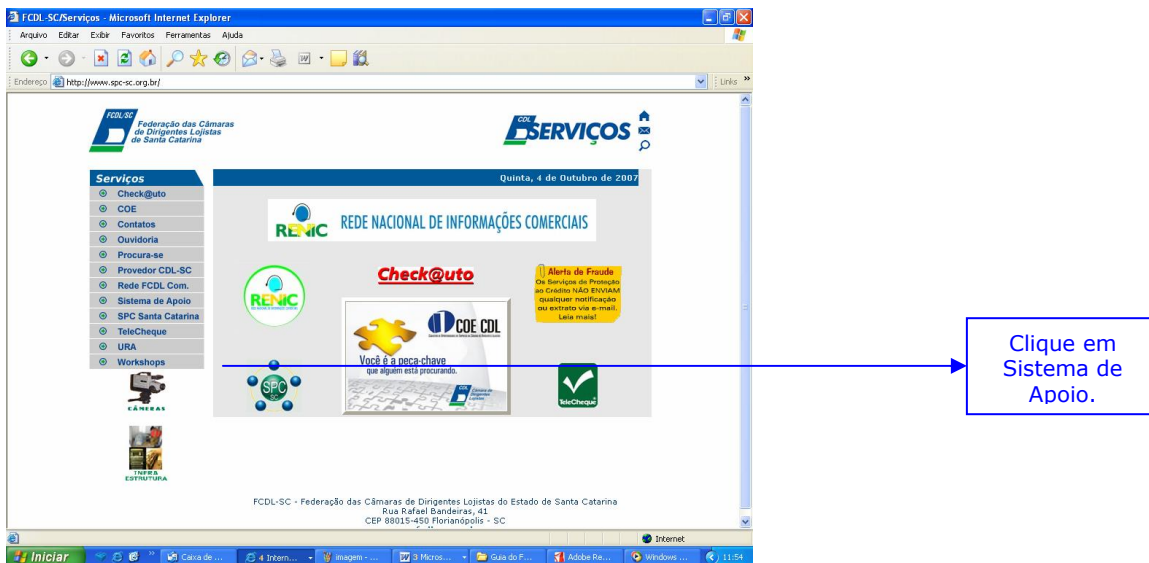 FCDL-SC/Serviços - Microsoft Internet Explorer
Arquivo Editar Exibir Favoritos Ferramentas Ajuda
Endereço http://www.spc-sc.org.br/ Links »
FCDL/SC
Federação das Câmaras
de Dirigentes Lojistas
de Santa Catarina
CDL SERVIÇOS
Serviços
Quinta, 4 de Outubro de 2007
Check@uto
COE
Contatos
Ouvidoria
Procura-se
Provedor CDL-SC
Rede FCDL Com.
Sistema de Apoio
SPC Santa Catarina
TeleCheque
URA
Workshops
CÂMERAS
INFRA
ESTRUTURA
RENIC REDE NACIONAL DE INFORMAÇÕES COMERCIAIS
RENIC
Check@uto
Alerta de Fraude
Os Serviços de Proteção
ao Crédito NÃO ENVIAM
qualquer notificação
ou extrato via e-mail.
Leia mais!
COE CDL
Você é a peça-chave
que alguém está procurando.
CDL
SPC
SC
TeleCheque
FCDL-SC - Federação das Câmaras de Dirigentes Lojistas do Estado de Santa Catarina
Rua Rafael Bandeiras, 41
CEP 88015-450 Florianópolis - SC
Internet
Iniciar » Caixa de ... 4 Intern... imagem - ... 3 Micros... Guia do F... Adobe Re... Windows ... 11:54
Clique em
Sistema de
Apoio.